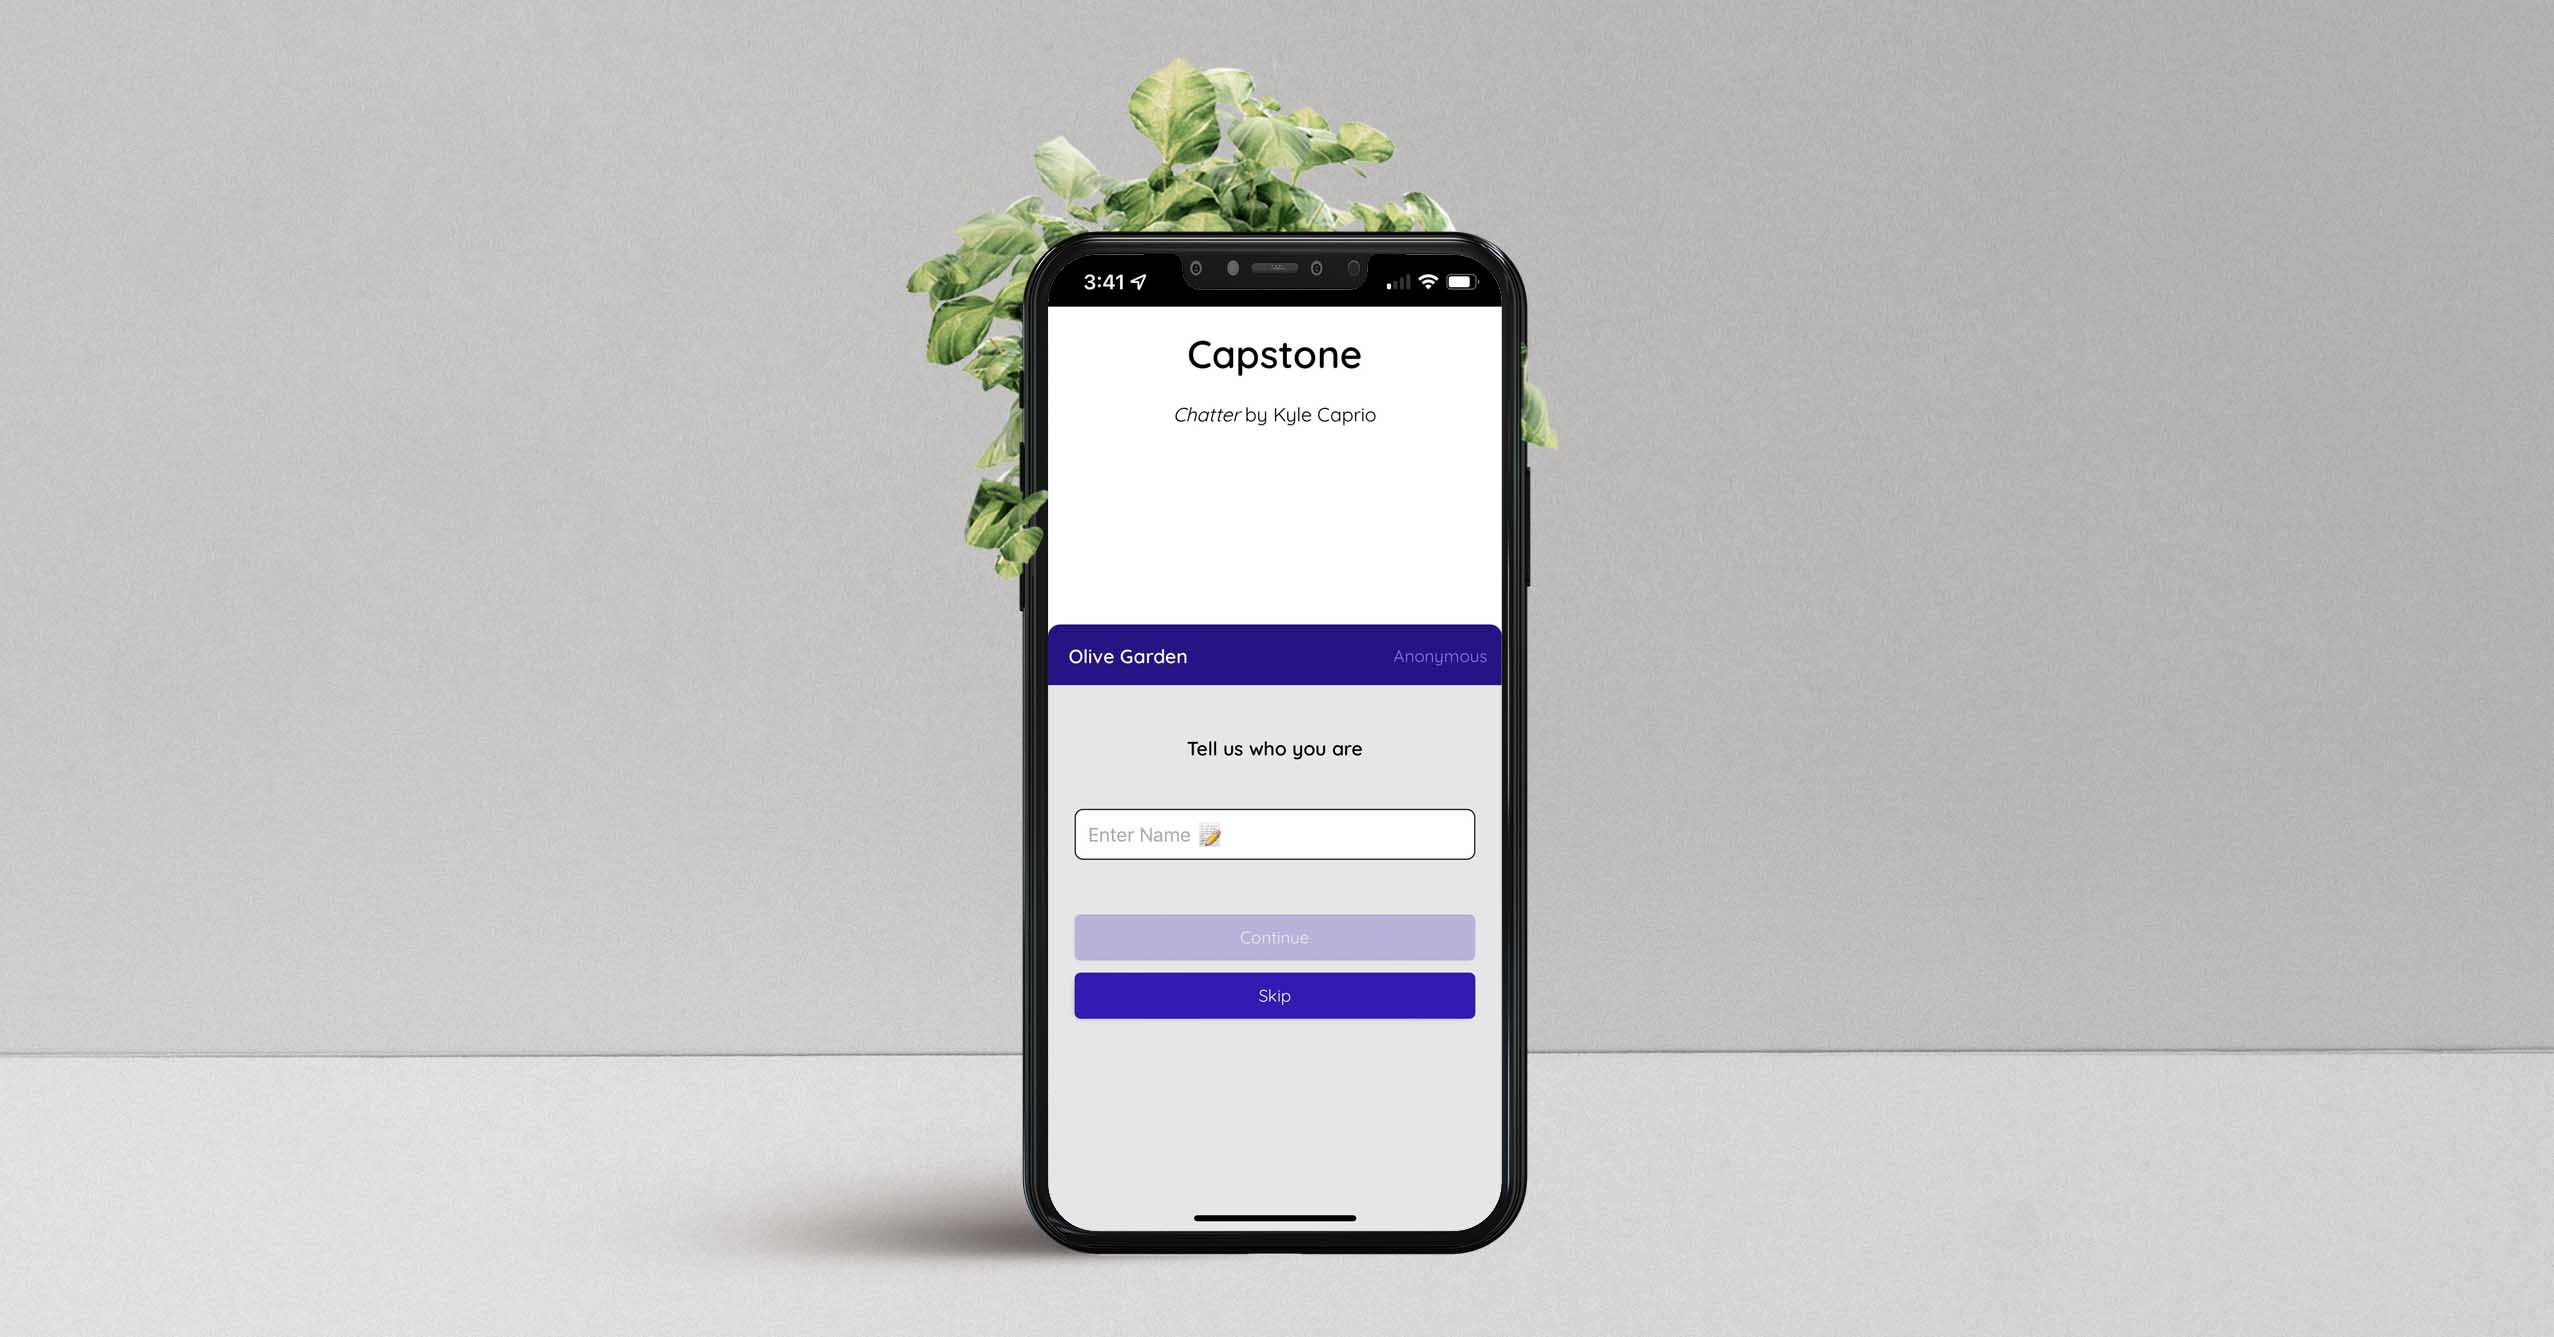 3:41
Capstone
Chatter by Kyle Caprio
Olive Garden
Anonymous
Tell us who you are
Enter Name 📝
Continue
Skip